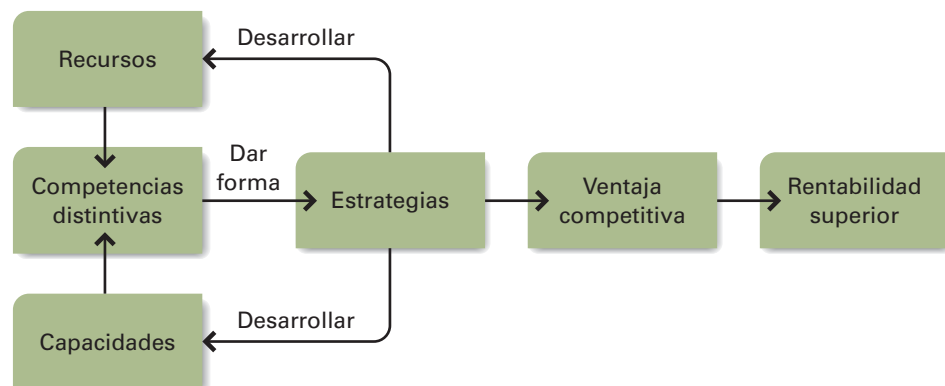 Desarrollar
Recursos
Competencias
distintivas
Dar
forma
Estrategias
Ventaja
competitiva
Rentabilidad
superior
Capacidades
Desarrollar